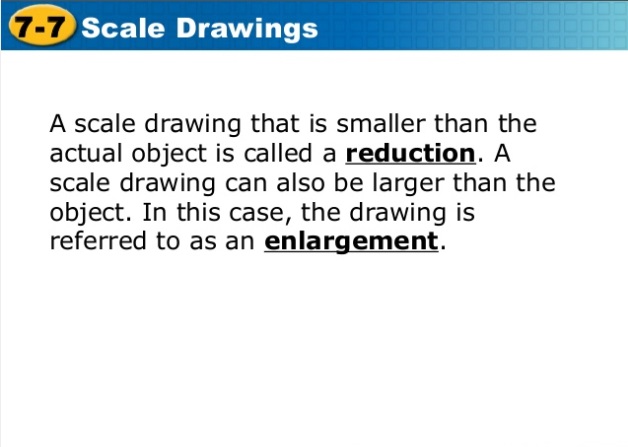 7-7 Scale Drawings
A scale drawing that is smaller than the
actual object is called a reduction. A
scale drawing can also be larger than the
object. In this case, the drawing is
referred to as an enlargement.